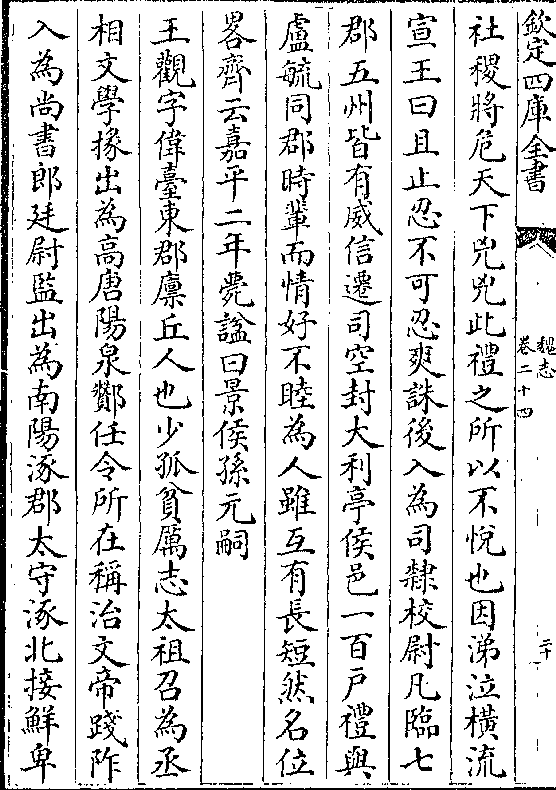 欽定四庫全書
魏志
卷二十四
二十
社稷將危天下兇兇此禮之所以不悅也因涕泣橫流
宣王曰且止忍不可忍爽誅後入為司隸校尉凡臨七
郡五州皆有威信遷司空封大利亭侯邑一百戶禮與
盧毓同郡時輩而情好不睦為人雖互有長短然名位
畧齊云嘉平二年薨諡曰景侯孫元嗣
王觀字偉臺東郡廩丘人也少孤貧厲志太祖召為丞
相文學掾出為高唐陽泉酇任令所在稱治文帝踐阼
入為尚書郎廷尉監出為南陽涿郡太守涿北接鮮卑